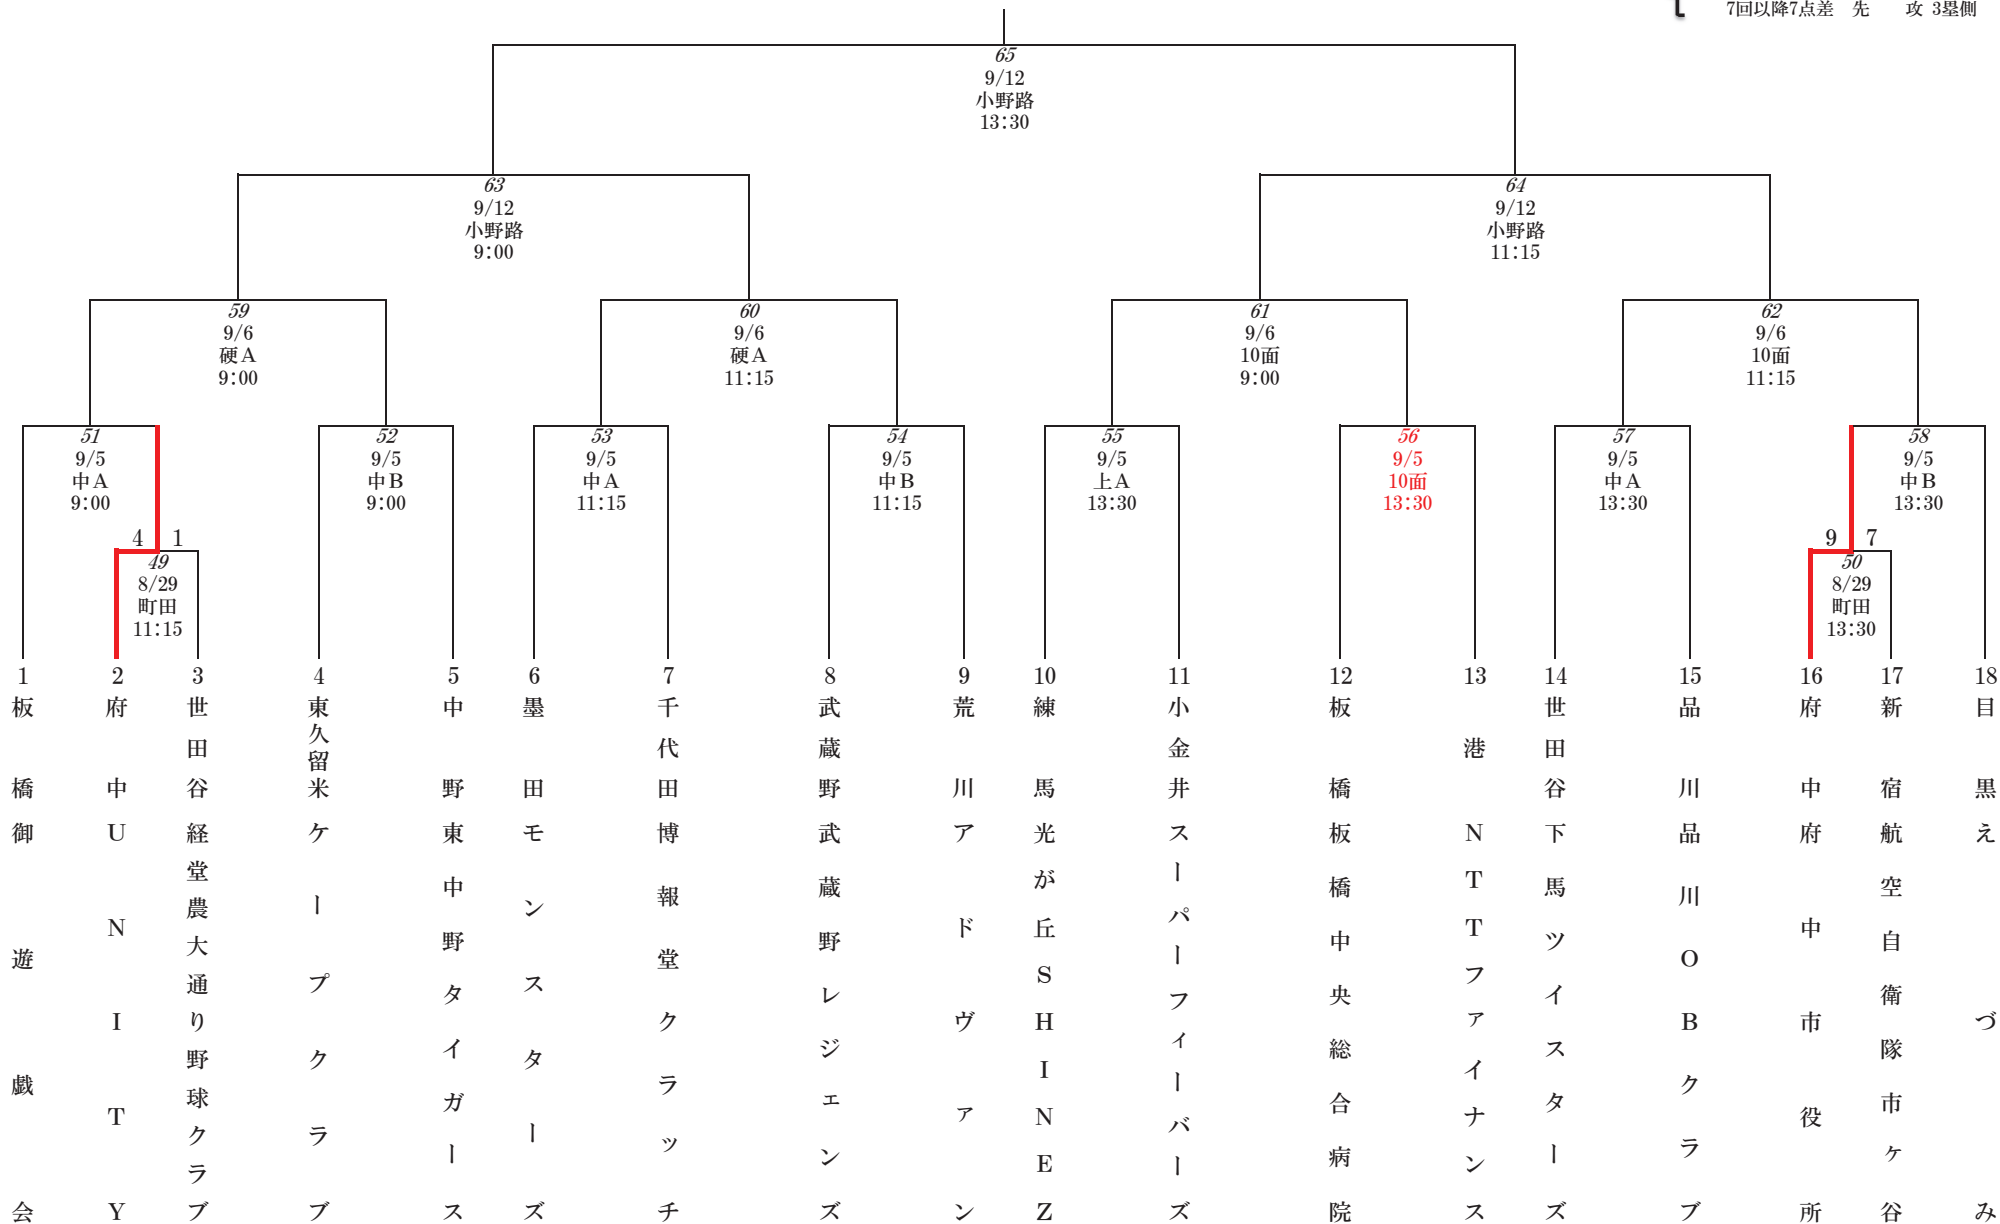 7回以降7点差 先 攻 3塁側
65
9/12
小野路
13:30
63
9/12
小野路
9:00
64
9/12
小野路
11:15
59
9/6
硬A
9:00
60
9/6
硬A
11:15
61
9/6
10面
9:00
62
9/6
10面
11:15
51
9/5
中A
9:00
52
9/5
中B
9:00
53
9/5
中A
11:15
54
9/5
中B
11:15
55
9/5
上A
13:30
56
9/5
10面
13:30
57
9/5
中A
13:30
58
9/5
中B
13:30
4 1
49
8/29
町田
11:15
9 7
50
8/29
町田
13:30
1 板橋 御遊戯会
2 府中 UNITY
3 世田谷 経堂農大通り野球クラブ
4 東久留米 ケープクラブ
5 中野 東中野タイガース
6 墨田 モンスターズ
7 千代田 博報堂クラッチ
8 武蔵野 武蔵野レジェンズ
9 荒川 アドヴァン
10 練馬 光が丘SHINEZ
11 小金井 スーパーフィーバーズ
12 板橋 板橋中央総合病院
13 港 NTTファイナンス
14 世田谷 下馬ツイスターズ
15 品川 品川OBクラブ
16 府中 府中市役所
17 新宿 航空自衛隊市ヶ谷
18 目黒 えづみ